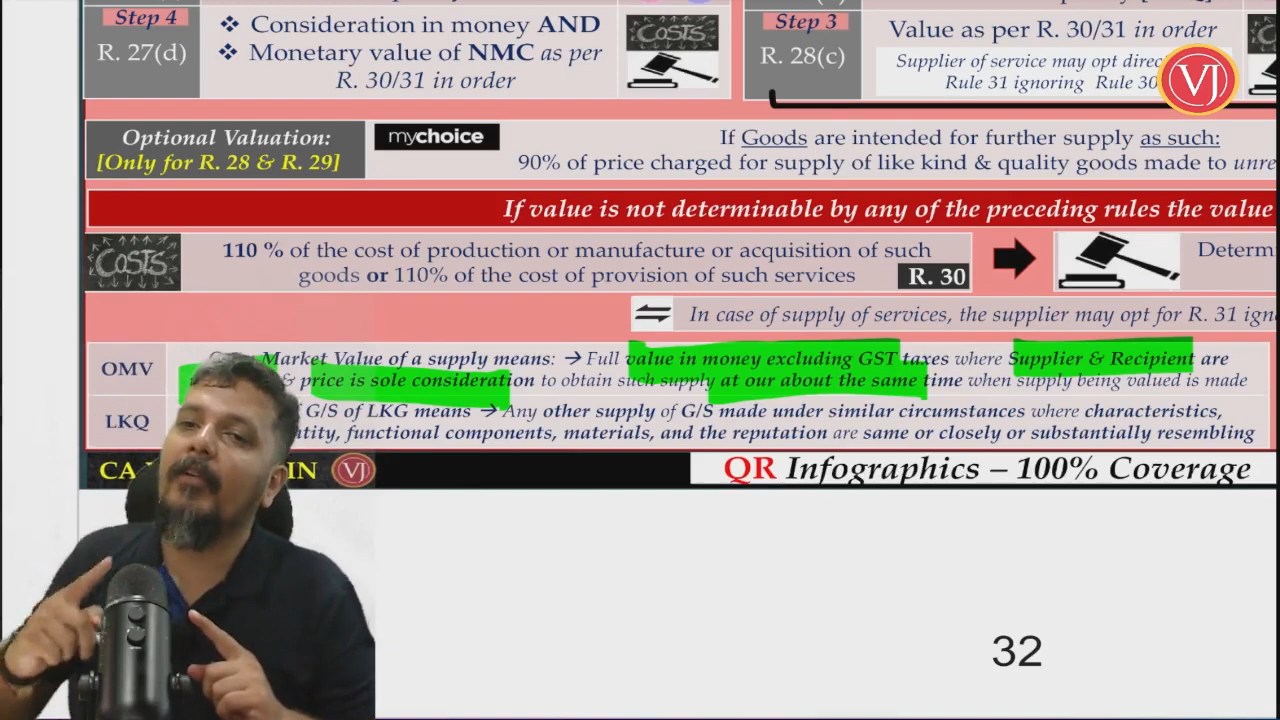 Step 4
R. 27(d)
❖ Consideration in money AND
❖ Monetary value of NMC as per
R. 30/31 in order
COSTS
Step 3
R. 28(c)
Value as per R. 30/31 in order
Supplier of service may opt direc
Rule 31 ignoring Rule 30
VJ
Optional Valuation:
[Only for R. 28 & R. 29]
mychoice
If Goods are intended for further supply as such:
90% of price charged for supply of like kind & quality goods made to unre
If value is not determinable by any of the preceding rules the value
COSTS
110 % of the cost of production or manufacture or acquisition of such
goods or 110% of the cost of provision of such services
R. 30
Determ
In case of supply of services, the supplier may opt for R. 31 ign
OMV
Market Value of a supply means: → Full value in money excluding GST taxes where Supplier & Recipient are
& price is sole consideration to obtain such supply at our about the same time when supply being valued is made
LKQ
G/S of LKG means → Any other supply of G/S made under similar circumstances where characteristics,
functional components, materials, and the reputation are same or closely or substantially resembling
CA
IN
VJ
QR Infographics – 100% Coverage
32